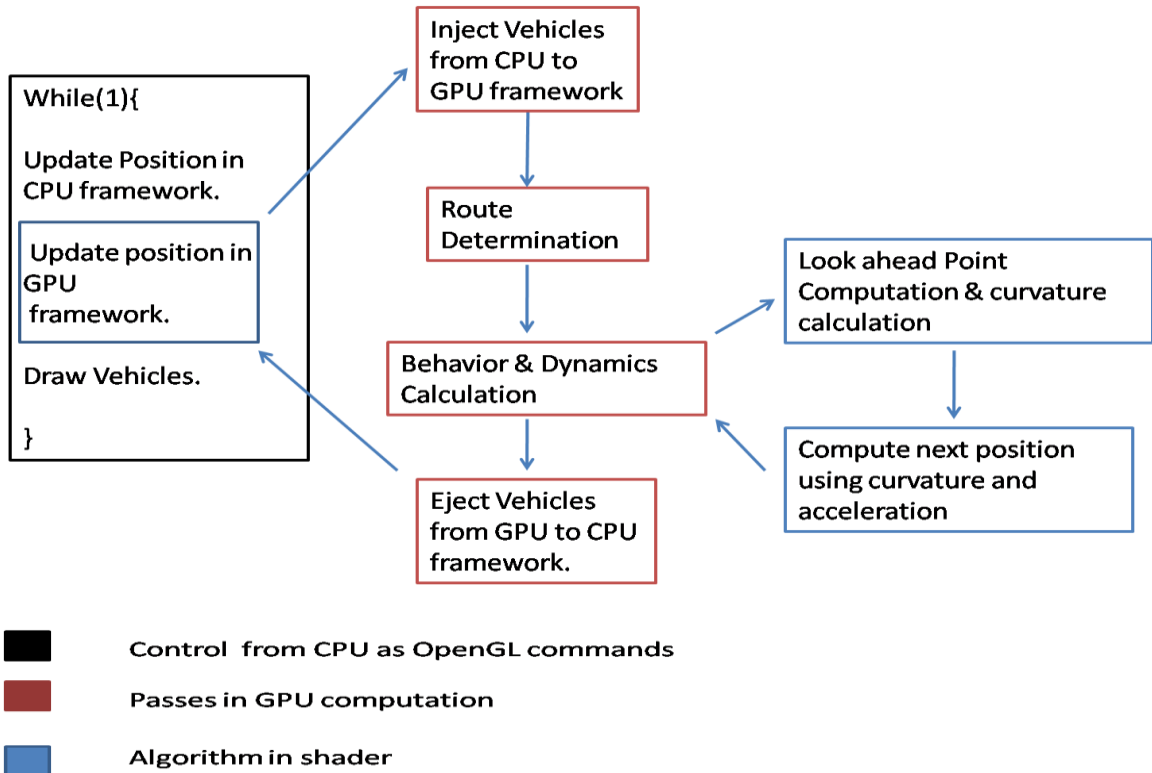 While(1){
Update Position in
CPU framework.
Update position in
GPU
framework.
Draw Vehicles.
}
Inject Vehicles
from CPU to
GPU framework
Route
Determination
Behavior & Dynamics
Calculation
Eject Vehicles
from GPU to CPU
framework.
Look ahead Point
Computation & curvature
calculation
Compute next position
using curvature and
acceleration
Control from CPU as OpenGL commands
Passes in GPU computation
Algorithm in shader